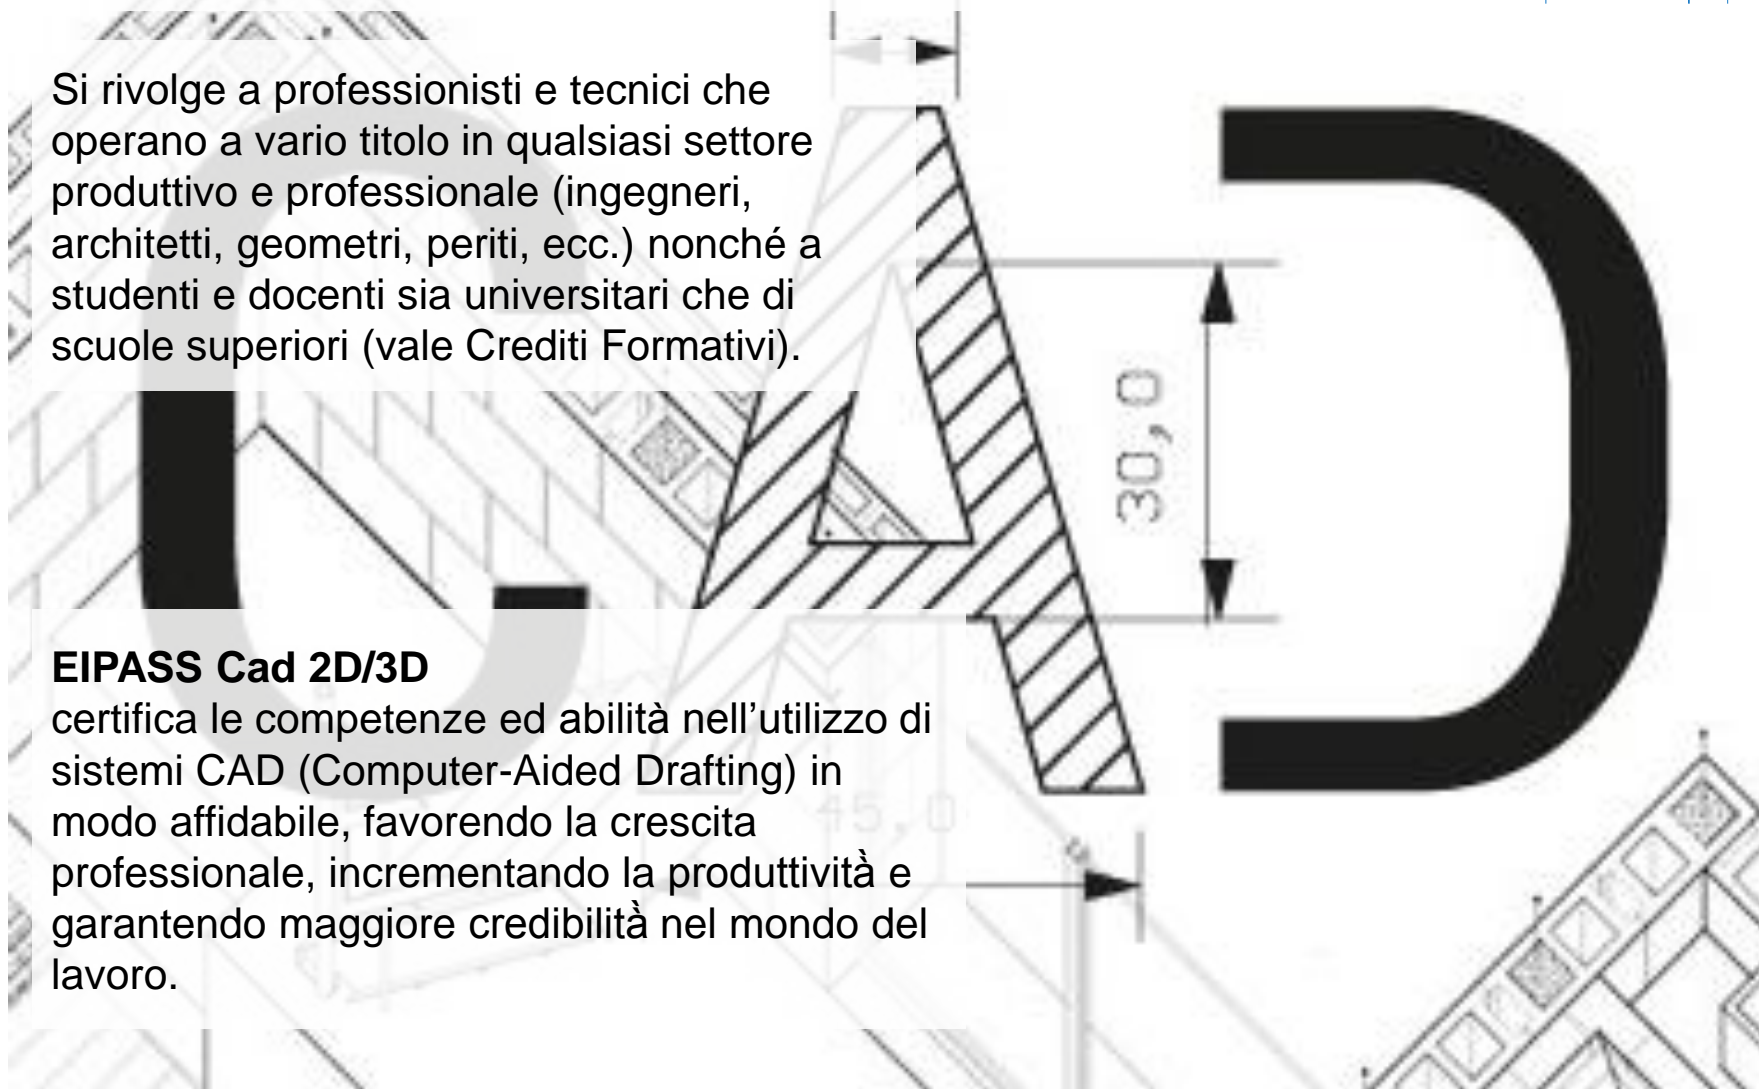 Si rivolge a professionisti e tecnici che
operano a vario titolo in qualsiasi settore
produttivo e professionale (ingegneri,
architetti, geometri, periti, ecc.) nonché a
studenti e docenti sia universitari che di
scuole superiori (vale Crediti Formativi).
CAD
30,0
EIPASS Cad 2D/3D
certifica le competenze ed abilità nell’utilizzo di
sistemi CAD (Computer-Aided Drafting) in
modo affidabile, favorendo la crescita
professionale, incrementando la produttività e
garantendo maggiore credibilità nel mondo del
lavoro.
45,0